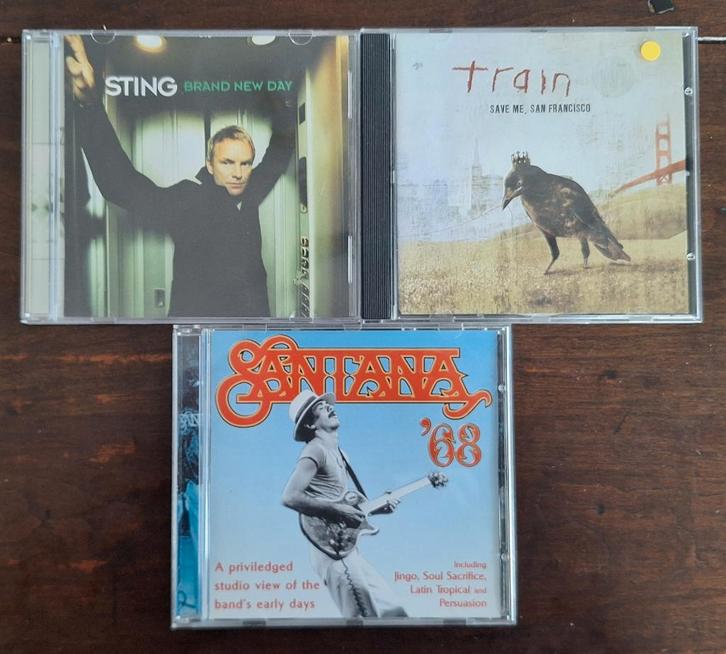 STING BRAND NEW DAY
train
SAVE ME, SAN FRANCISCO
SANTANA
'68
A priviledged
studio view of the
band's early days
including
Jingo, Soul Sacrifice,
Latin Tropical and
Persuasion